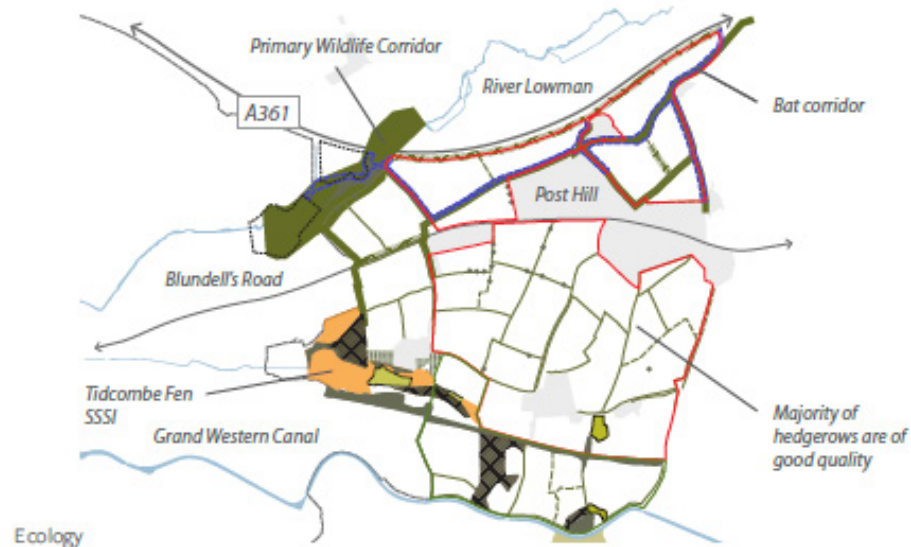 Primary Wildlife Corridor
River Lowman
A361
Bat corridor
Post Hill
Blundell's Road
Tidcombe Fen
SSSI
Grand Western Canal
Majority of
hedgerows are of
good quality
Ecology